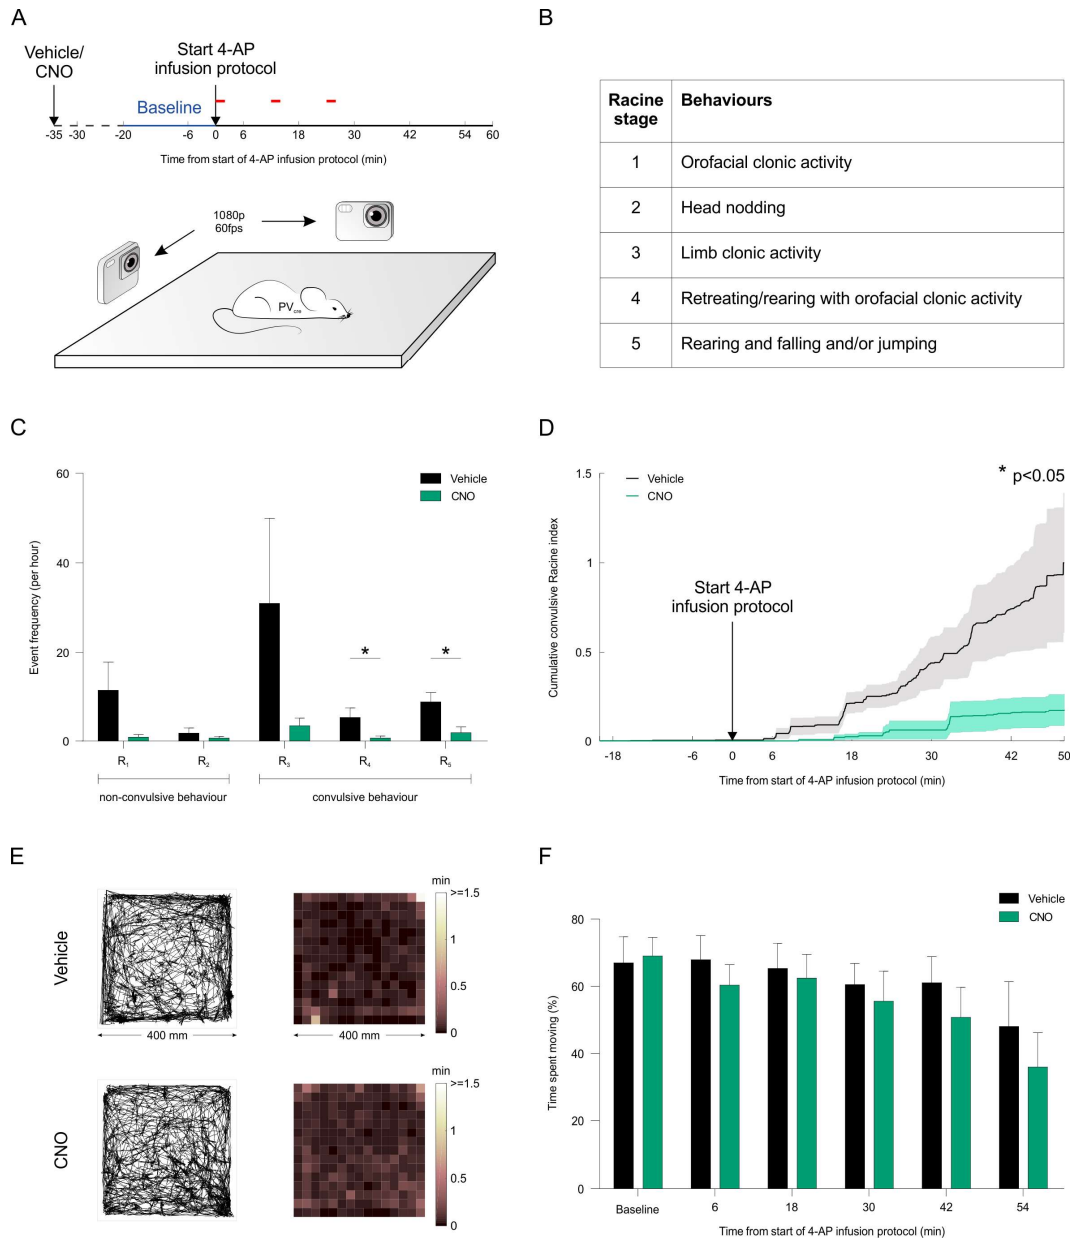 A
Vehicle/
CNO
Start 4-AP
infusion protocol
Baseline
-35 -30 -20 -6 0 6 18 30 42 54 60
Time from start of 4-AP infusion protocol (min)
1080p
60fps
PVcre
B
Racine stage Behaviours
1 Orofacial clonic activity
2 Head nodding
3 Limb clonic activity
4 Retreating/rearing with orofacial clonic activity
5 Rearing and falling and/or jumping
C
Event frequency (per hour)
60
40
20
0
Vehicle
CNO
*
*
R1 R2 R3 R4 R5
non-convulsive behaviour convulsive behaviour
D
Cumulative convulsive Racine index
1.5
1
0.5
0
Vehicle
CNO
* p<0.05
Start 4-AP
infusion protocol
-18 -6 0 6 18 30 42 50
Time from start of 4-AP infusion protocol (min)
E
Vehicle
400 mm
400 mm
min
>=1.5
1
0.5
0
CNO
min
>=1.5
1
0.5
0
F
Time spent moving (%)
80
60
40
20
0
Vehicle
CNO
Baseline 6 18 30 42 54
Time from start of 4-AP infusion protocol (min)